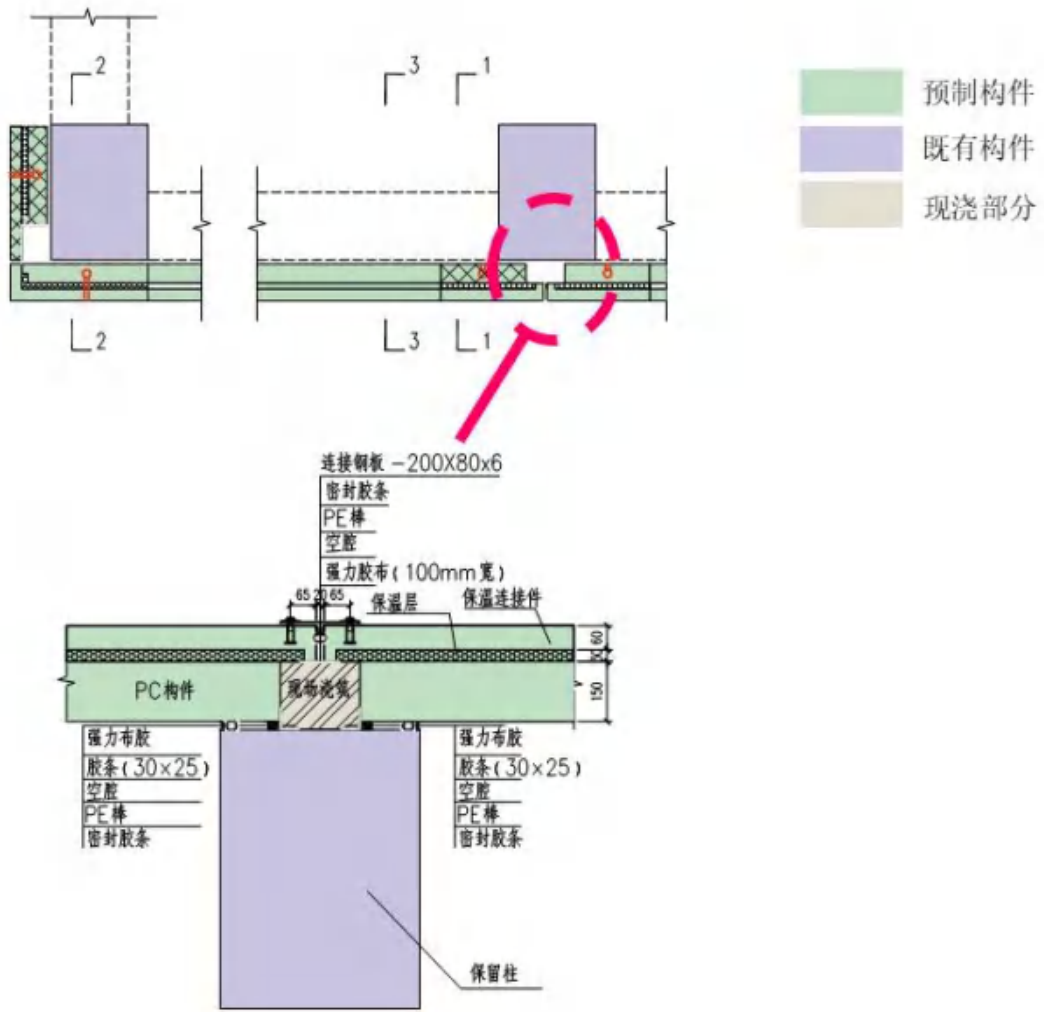 2
3
1
预制构件
既有构件
现浇部分
2
3
1
连接钢板 -200X80x6
密封胶条
PE棒
空腔
强力胶布(100mm宽)
65 20 65
保温层
保温连接件
60
150
PC构件
现场浇筑
强力布胶
胶条(30×25)
空腔
PE棒
密封胶条
强力布胶
胶条(30×25)
空腔
PE棒
密封胶条
保留柱